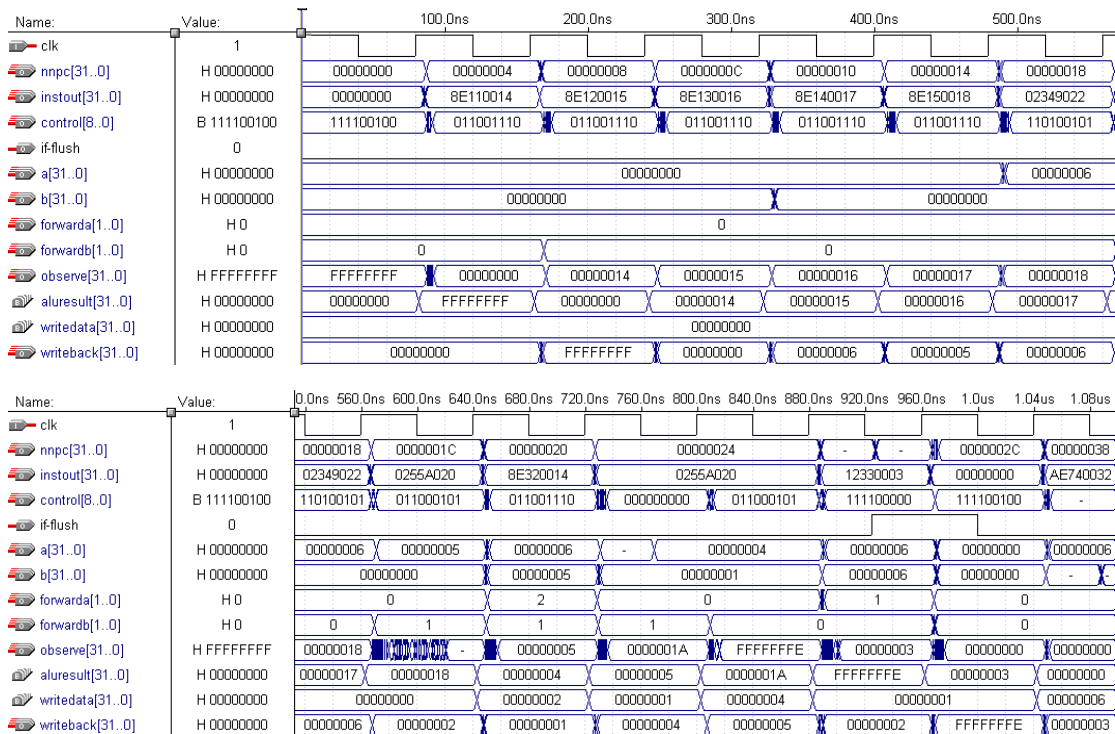 Name: Value: 100.0ns 200.0ns 300.0ns 400.0ns 500.0ns
clk 1
nnpc[31..0] H 00000000 00000000 00000004 00000008 0000000C 00000010 00000014 00000018
instout[31..0] H 00000000 00000000 8E110014 8E120015 8E130016 8E140017 8E150018 02349022
control[8..0] B 111100100 111100100 011001110 011001110 011001110 011001110 011001110 110100101
if-flush 0
a[31..0] H 00000000 00000000 00000006
b[31..0] H 00000000 00000000 00000000
forwarda[1..0] H 0 0
forwardb[1..0] H 0 0 0
observe[31..0] H FFFFFFFF FFFFFFFF 00000000 00000014 00000015 00000016 00000017 00000018
aluresult[31..0] H 00000000 00000000 FFFFFFFF 00000000 00000014 00000015 00000016 00000017
writedata[31..0] H 00000000 00000000
writeback[31..0] H 00000000 00000000 FFFFFFFF 00000000 00000006 00000005 00000006
Name: Value: 0.0ns 560.0ns 600.0ns 640.0ns 680.0ns 720.0ns 760.0ns 800.0ns 840.0ns 880.0ns 920.0ns 960.0ns 1.0us 1.04us 1.08us
clk 1
nnpc[31..0] H 00000000 00000018 0000001C 00000020 00000024 - - 0000002C 00000038
instout[31..0] H 00000000 02349022 0255A020 8E320014 0255A020 12330003 00000000 AE740032
control[8..0] B 111100100 110100101 011000101 011001110 000000000 011000101 111100000 111100100 -
if-flush 0
a[31..0] H 00000000 00000006 00000005 00000006 - 00000004 00000006 00000000 00000006
b[31..0] H 00000000 00000000 00000005 00000001 00000006 00000000 - -
forwarda[1..0] H 0 0 2 0 1 0
forwardb[1..0] H 0 0 1 1 1 0 0
observe[31..0] H FFFFFFFF 00000018 - 00000005 0000001A FFFFFFFE 00000003 00000000 00000000
aluresult[31..0] H 00000000 00000017 00000018 00000004 00000005 0000001A FFFFFFFE 00000003 00000000
writedata[31..0] H 00000000 00000000 00000002 00000001 00000004 00000001 00000006
writeback[31..0] H 00000000 00000006 00000002 00000001 00000004 00000005 00000002 FFFFFFFE 00000003